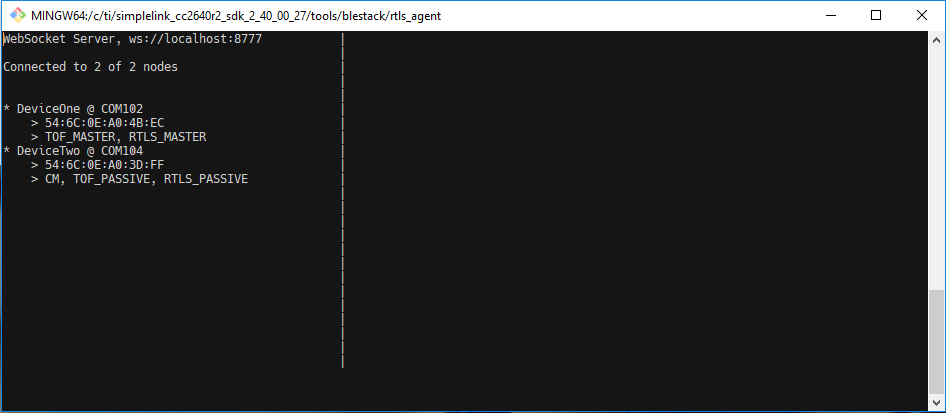 MINGW64:/c/ti/simplelink_cc2640r2_sdk_2_40_00_27/tools/blestack/rtls_agent
WebSocket Server, ws://localhost:8777
Connected to 2 of 2 nodes
* DeviceOne @ COM102
> 54:6C:0E:A0:4B:EC
> TOF_MASTER, RTLS_MASTER
* DeviceTwo @ COM104
> 54:6C:0E:A0:3D:FF
> CM, TOF_PASSIVE, RTLS_PASSIVE